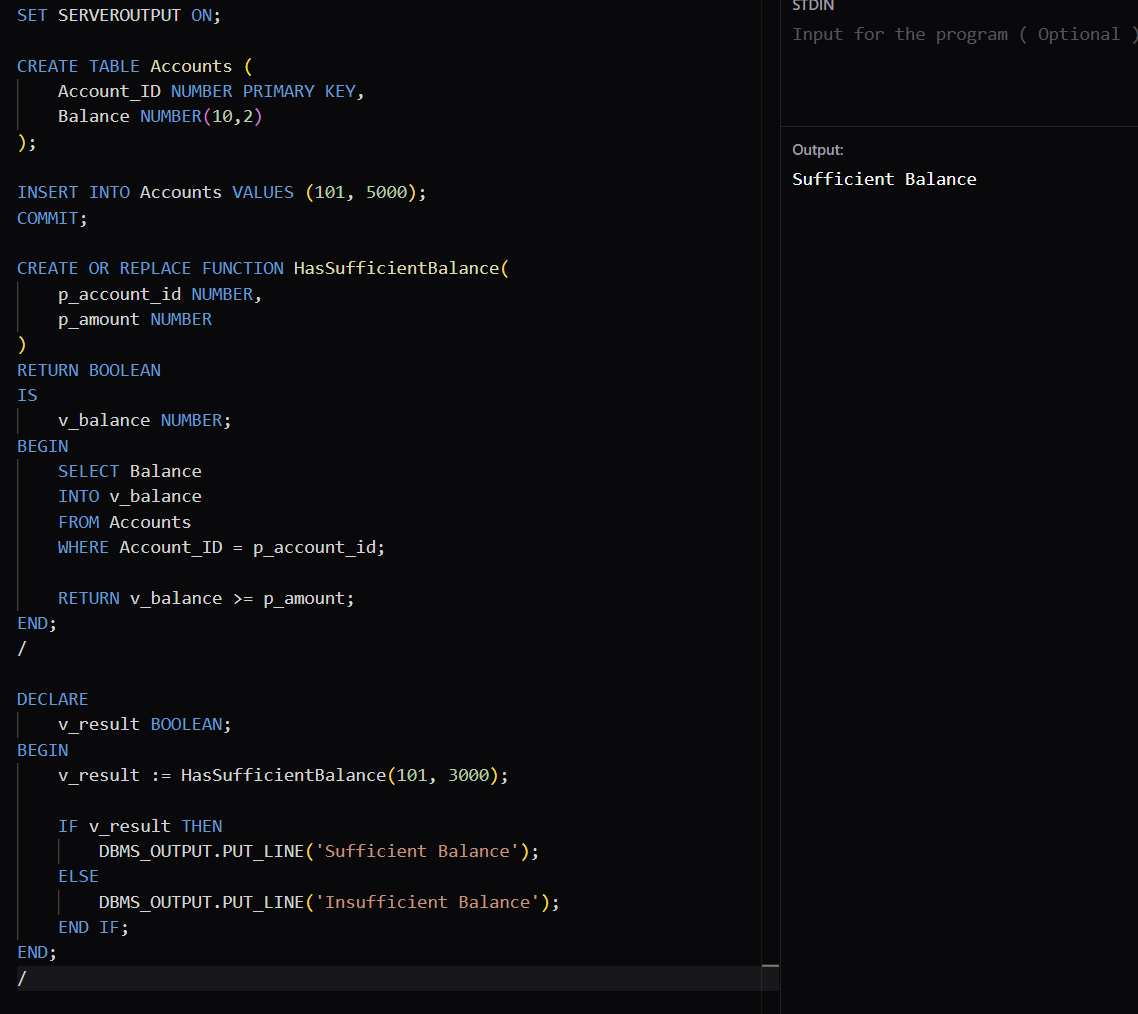 SET SERVEROUTPUT ON;

CREATE TABLE Accounts (
    Account_ID NUMBER PRIMARY KEY,
    Balance NUMBER(10,2)
);

INSERT INTO Accounts VALUES (101, 5000);
COMMIT;

CREATE OR REPLACE FUNCTION HasSufficientBalance(
    p_account_id NUMBER,
    p_amount NUMBER
)
RETURN BOOLEAN
IS
    v_balance NUMBER;
BEGIN
    SELECT Balance
    INTO v_balance
    FROM Accounts
    WHERE Account_ID = p_account_id;

    RETURN v_balance >= p_amount;
END;
/

DECLARE
    v_result BOOLEAN;
BEGIN
    v_result := HasSufficientBalance(101, 3000);

    IF v_result THEN
        DBMS_OUTPUT.PUT_LINE('Sufficient Balance');
    ELSE
        DBMS_OUTPUT.PUT_LINE('Insufficient Balance');
    END IF;
END;
/
STDIN
Input for the program ( Optional )
Output:
Sufficient Balance